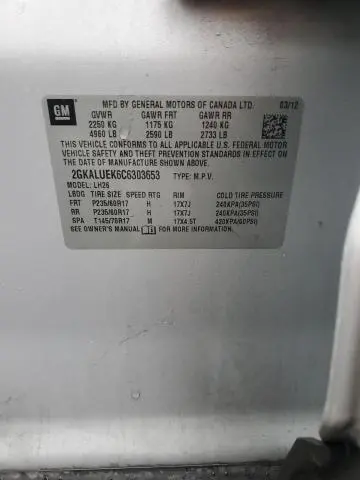 GM
MFD BY GENERAL MOTORS OF CANADA LTD. 03/12
GVWR GAWR FRT GAWR RR
2250 KG 1175 KG 1240 KG
4960 LB 2590 LB 2733 LB
THIS VEHICLE CONFORMS TO ALL APPLICABLE U.S. FEDERAL MOTOR
VEHICLE SAFETY, BUMPER, AND THEFT PREVENTION STANDARDS IN EFFECT ON
THE DATE OF MANUFACTURE SHOWN ABOVE.
2GKALUEK6C6303653 TYPE: M.P.V.
MODEL: LH26
LBDG TIRE SIZE SPEED RTG RIM COLD TIRE PRESSURE
FRT P235/60R17 H 17X7J 240KPA(35PSI)
RR P235/60R17 H 17X7J 240KPA(35PSI)
SPA T145/70R17 M 17X4.5T 420KPA(60PSI)
SEE OWNER'S MANUAL FOR MORE INFORMATION.